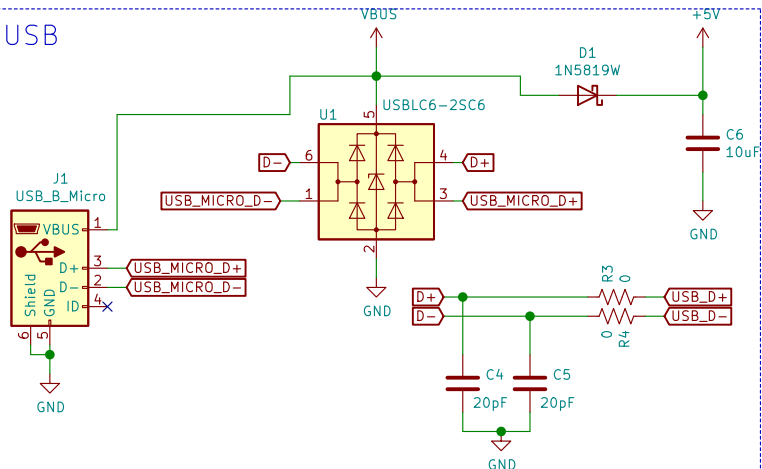 VBUS
+5V
USB
D1
1N5819W
U1
USBLC6-2SC6
5
C6
10uF
D-
6
4
D+
USB_MICRO_D-
1
3
USB_MICRO_D+
J1
USB_B_Micro
GND
2
VBUS
1
D+
3
USB_MICRO_D+
D-
2
USB_MICRO_D-
ID
4
Shield
GND
6
5
GND
GND
R3
0
D+
USB_D+
D-
USB_D-
0
R4
C4
20pF
C5
20pF
GND